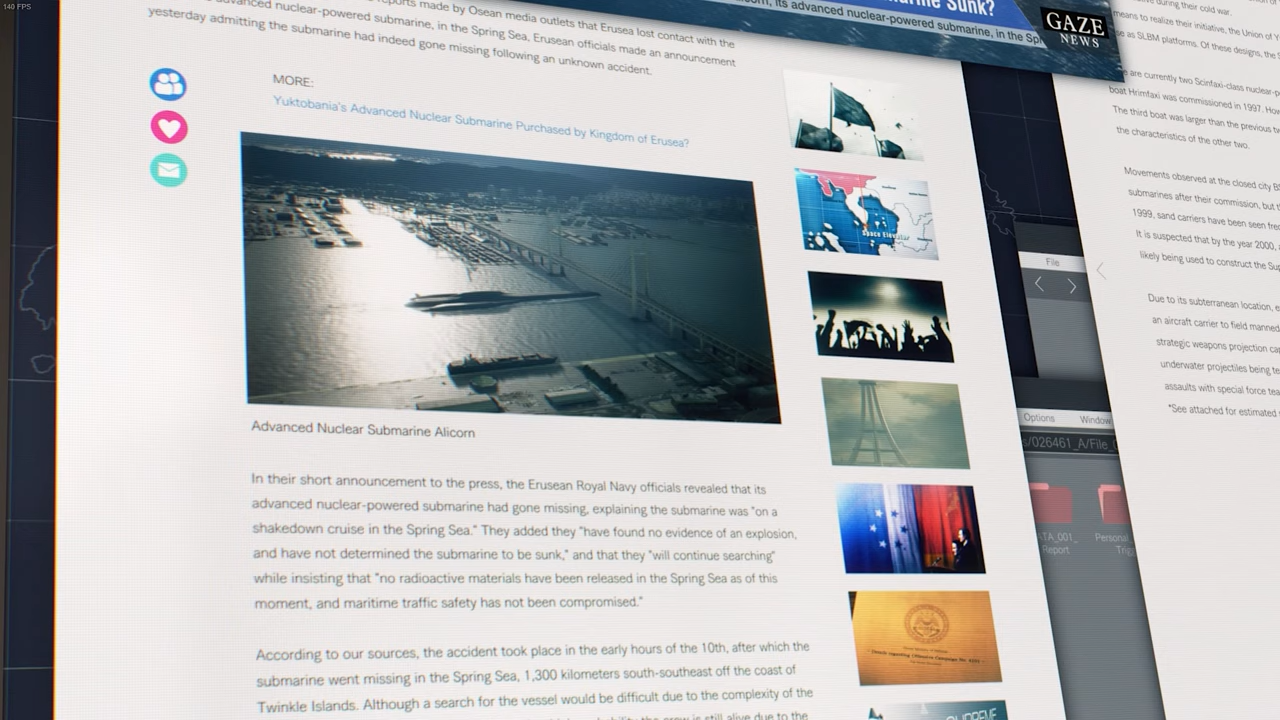 140 FPS
reports made by Osean media outlets that Erusea lost contact with the
advanced nuclear-powered submarine, in the Spring Sea, Erusean officials made an announcement
yesterday admitting the submarine had indeed gone missing following an unknown accident.
Sunk?
its advanced nuclear-powered submarine, in the
GAZE
NEWS
MORE:
Yuktobania's Advanced Nuclear Submarine Purchased by Kingdom of Erusea?
Space Elevator
Advanced Nuclear Submarine Alicorn
In their short announcement to the press, the Erusean Royal Navy officials revealed that its
advanced nuclear-powered submarine had gone missing, explaining the submarine was "on a
shakedown cruise in the Spring Sea." They added they "have found no evidence of an explosion,
and have not determined the submarine to be sunk," and that they "will continue searching"
while insisting that "no radioactive materials have been released in the Spring Sea as of this
moment, and maritime traffic safety has not been compromised."
According to our sources, the accident took place in the early hours of the 10th, after which the
submarine went missing in the Spring Sea, 1,300 kilometers south-southeast off the coast of
Twinkle Islands. Although a search for the vessel would be difficult due to the complexity of the
the crew is still alive due to the
SUPREME
File
Options Window
/026461_A/File_
TA_001_
Report
Personal
during their cold war.
means to realize their initiative, the Union of
as SLBM platforms. Of these designs, the
are currently two Scinfaxi-class
boat Hrimfaxi was commissioned in 1997.
The third boat was larger than the previous
the characteristics of the other two.
Movements observed at the closed city
submarines after their commission, but
1999, sand carriers have been seen
It is suspected that by the year 2000,
likely being used to construct the
Due to its subterranean location,
an aircraft carrier to field manned
strategic weapons projection
underwater projectiles being
assaults with special force
*See attached for estimated